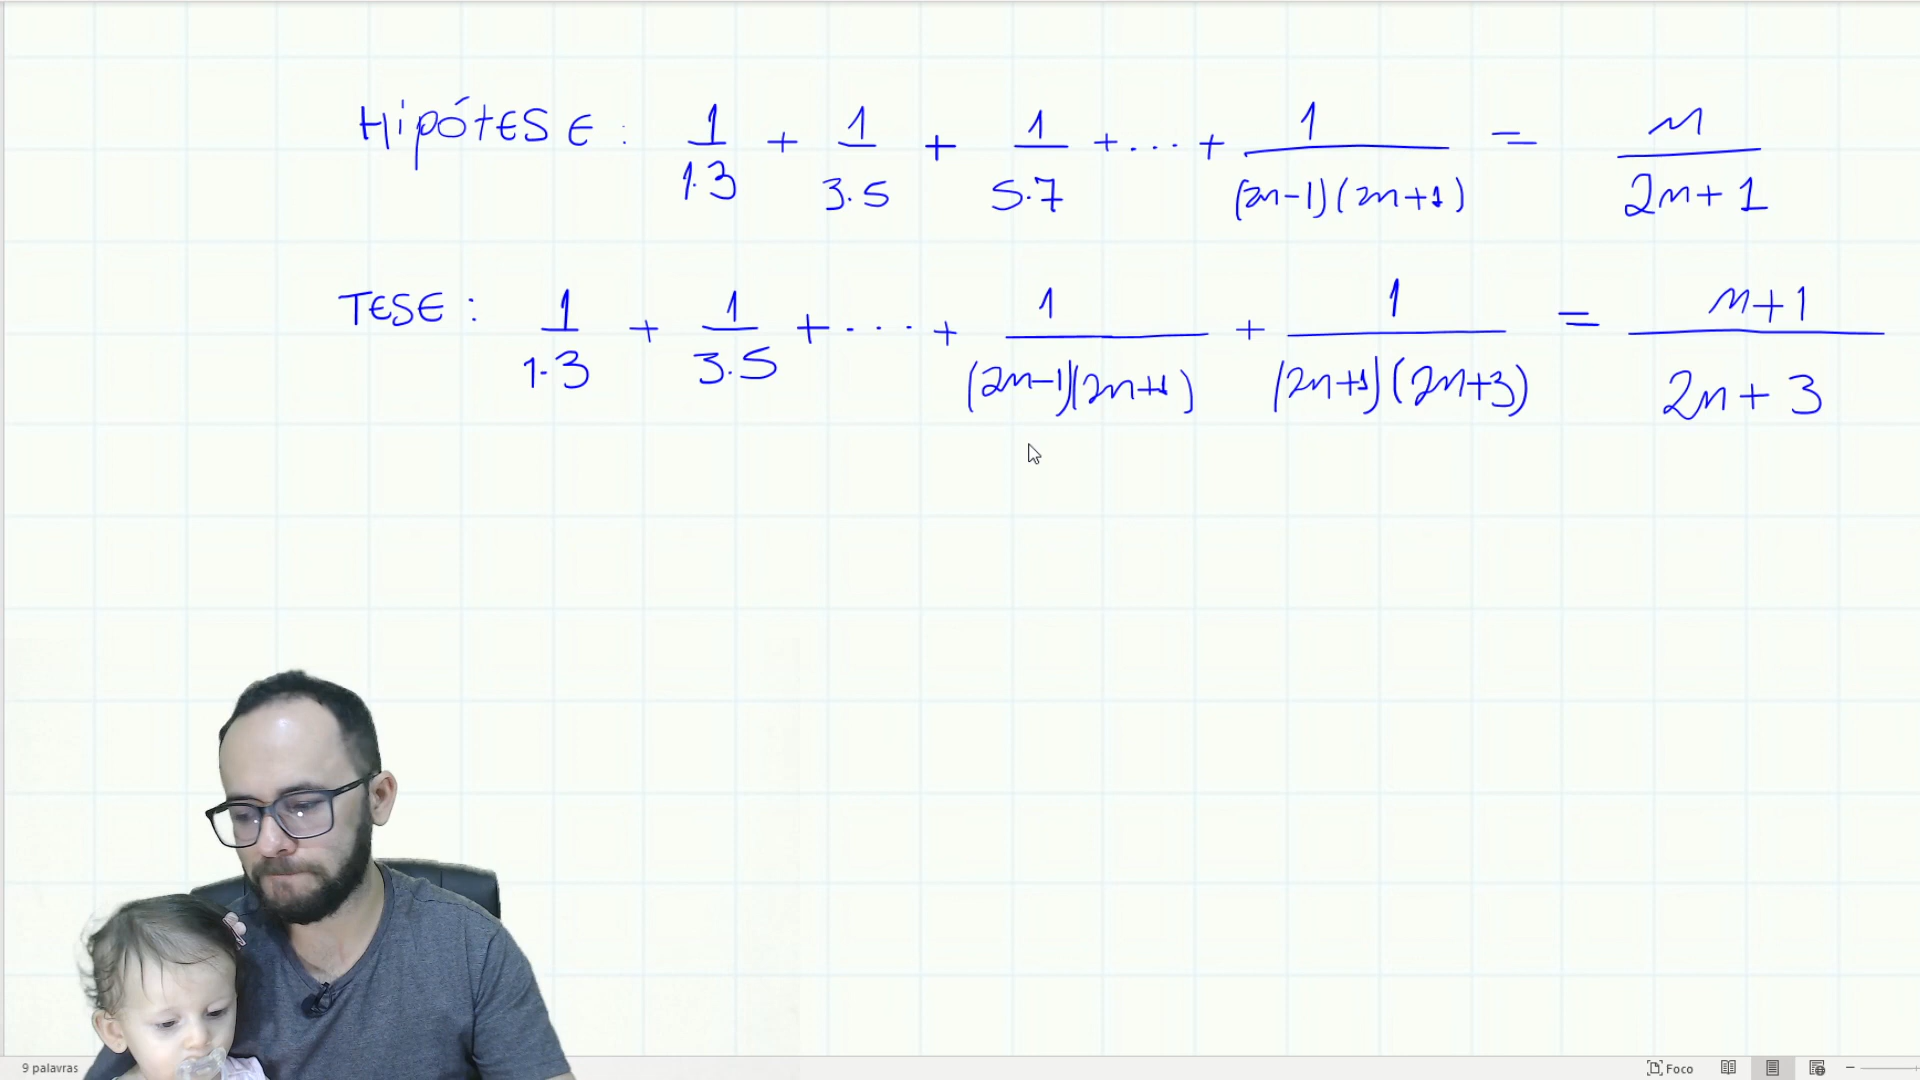 HipótESE: 1/1.3 + 1/3.5 + 1/5.7 + ... + 1/(2n-1)(2n+1) = n/2n+1
TESE: 1/1.3 + 1/3.5 + ... + 1/(2n-1)(2n+1) + 1/(2n+1)(2n+3) = n+1/2n+3
9 palavras Foco